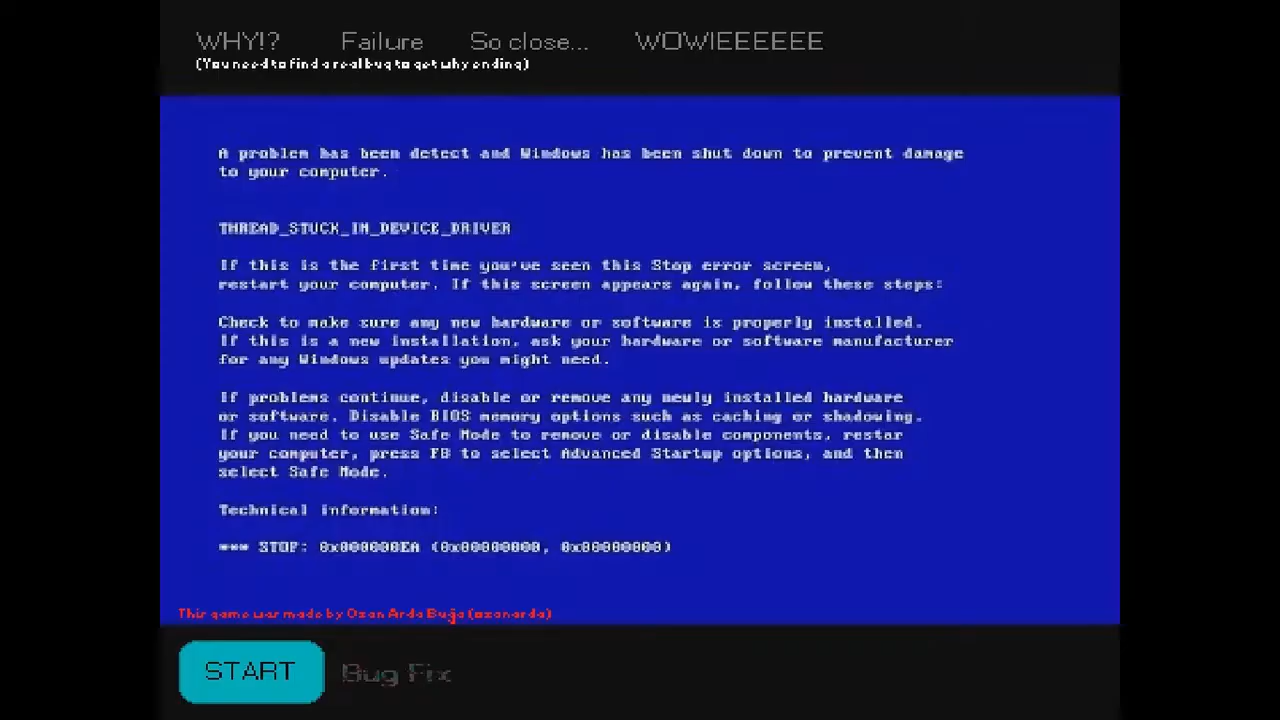 WHY!? Failure So close... WOWIEEEEEE
(You need to find a real bug to get why ending)
A problem has been detect and Windows has been shut down to prevent damage
to your computer.
THREAD_STUCK_IN_DEVICE_DRIVER
If this is the first time you've seen this Stop error screen,
restart your computer. If this screen appears again, follow these steps:
Check to make sure any new hardware or software is properly installed.
If this is a new installation, ask your hardware or software manufacturer
for any Windows updates you might need.
If problems continue, disable or remove any newly installed hardware
or software. Disable BIOS memory options such as caching or shadowing.
If you need to use Safe Mode to remove or disable components, restar
your computer, press F8 to select Advanced Startup options, and then
select Safe Mode.
Technical information:
*** STOP: 0x000000EA (0x00000000, 0x00000000)
This game was made by Ozan Arda (ozanarda)
START Bug Fix